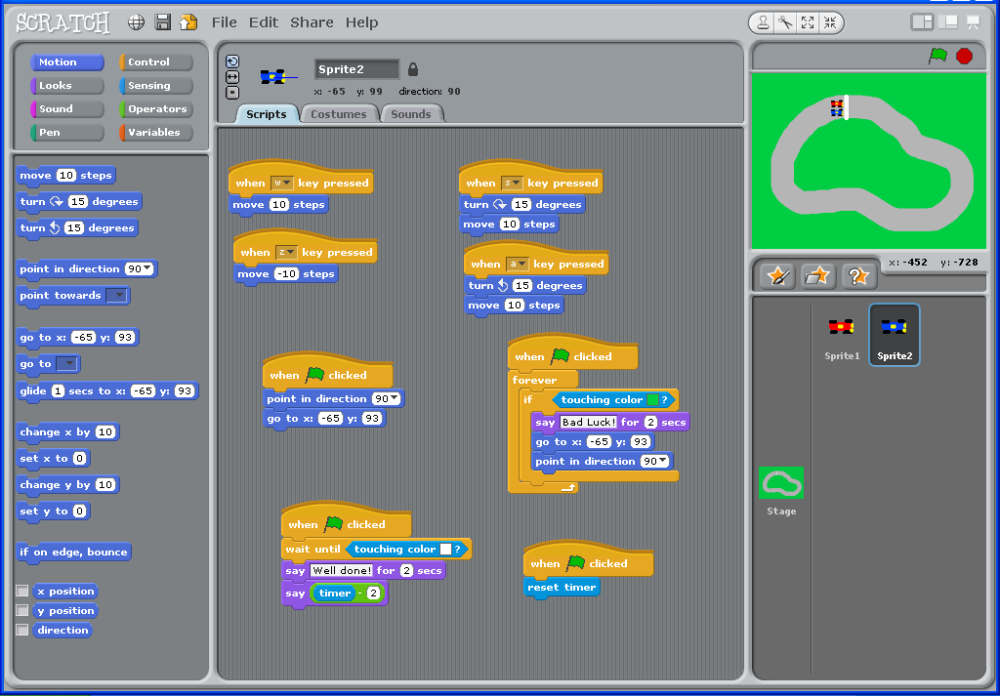 SCRATCH File Edit Share Help
Motion Control
Looks Sensing
Sound Operators
Pen Variables
Sprite2
x: -65 y: 99 direction: 90
Scripts Costumes Sounds
move 10 steps
turn 15 degrees
turn 15 degrees
point in direction 90
point towards
go to x: -65 y: 93
go to
glide 1 secs to x: -65 y: 93
change x by 10
set x to 0
change y by 10
set y to 0
if on edge, bounce
x position
y position
direction
when w key pressed
move 10 steps
when z key pressed
move -10 steps
when s key pressed
turn 15 degrees
move 10 steps
when a key pressed
turn 15 degrees
move 10 steps
when clicked
point in direction 90
go to x: -65 y: 93
when clicked
forever
if touching color ?
say Bad Luck! for 2 secs
go to x: -65 y: 93
point in direction 90
when clicked
wait until touching color ?
say Well done! for 2 secs
say timer - 2
when clicked
reset timer
x: -452 y: -728
Sprite1 Sprite2
Stage